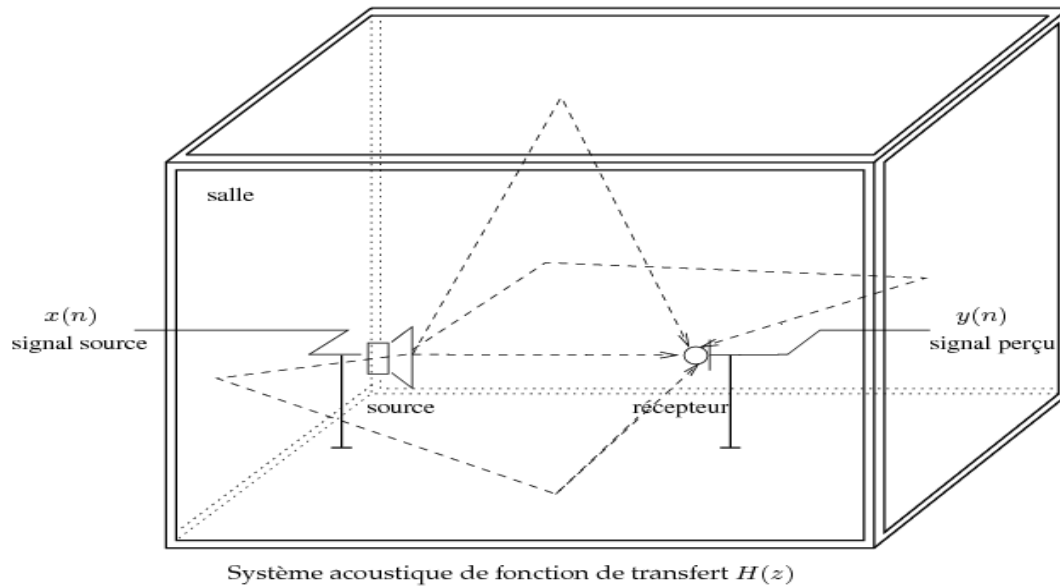 salle
x(n)
signal source
y(n)
signal perçu
source
récepteur
Système acoustique de fonction de transfert H(z)